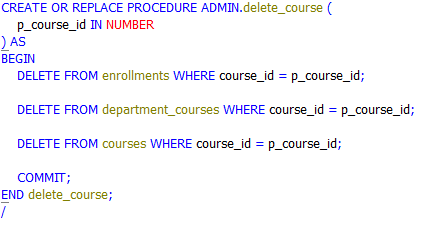 CREATE OR REPLACE PROCEDURE ADMIN.delete_course (
p_course_id IN NUMBER
) AS
BEGIN
DELETE FROM enrollments WHERE course_id = p_course_id;
DELETE FROM department_courses WHERE course_id = p_course_id;
DELETE FROM courses WHERE course_id = p_course_id;
COMMIT;
END delete_course;
/